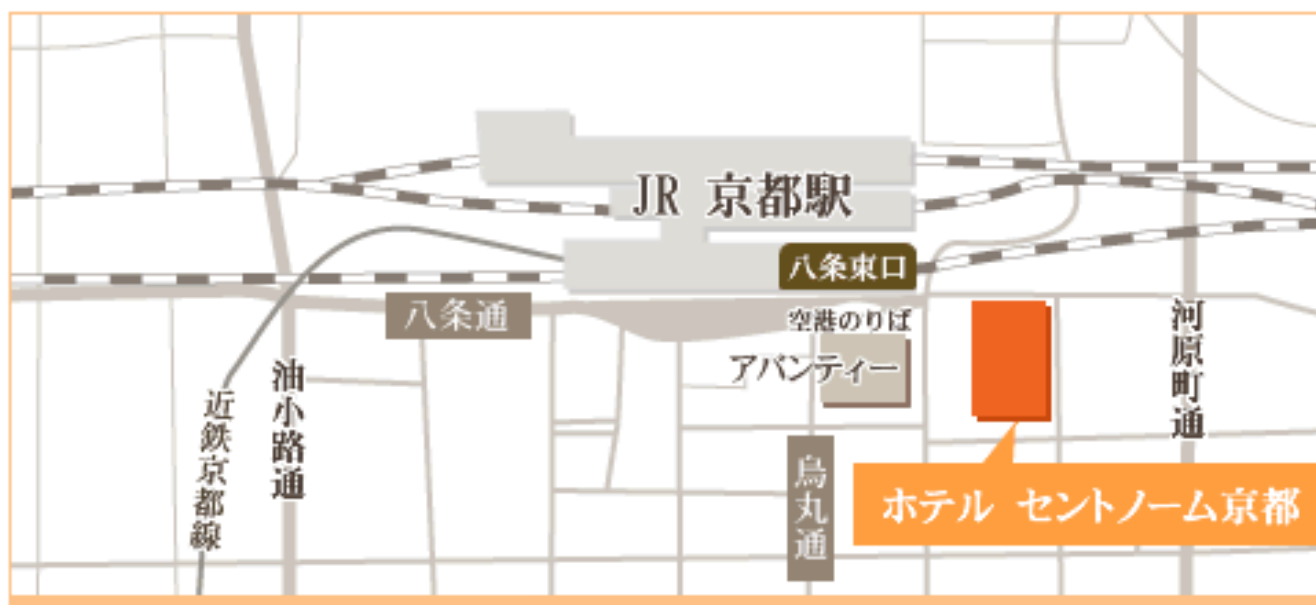 JR 京都駅
八条東口
八条通
空港のりば
アバンティー
河原町通
油小路通
近鉄京都線
烏丸通
ホテル セントノーム京都